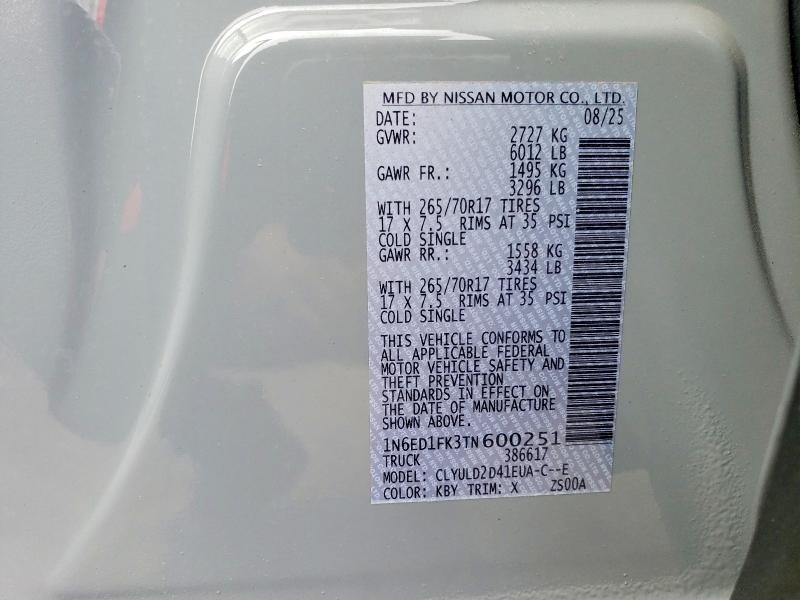 MFD BY NISSAN MOTOR CO., LTD.
DATE: 08/25
GVWR: 2727 KG
6012 LB
GAWR FR.: 1495 KG
3296 LB
WITH 265/70R17 TIRES
17 X 7.5 RIMS AT 35 PSI
COLD SINGLE
GAWR RR.: 1558 KG
3434 LB
WITH 265/70R17 TIRES
17 X 7.5 RIMS AT 35 PSI
COLD SINGLE
THIS VEHICLE CONFORMS TO
ALL APPLICABLE FEDERAL
MOTOR VEHICLE SAFETY AND
THEFT PREVENTION
STANDARDS IN EFFECT ON
THE DATE OF MANUFACTURE
SHOWN ABOVE.
1N6ED1FK3TN600251
TRUCK 386617
MODEL: CLYULD2D41EUA-C--E
COLOR: KBY TRIM: X ZS00A